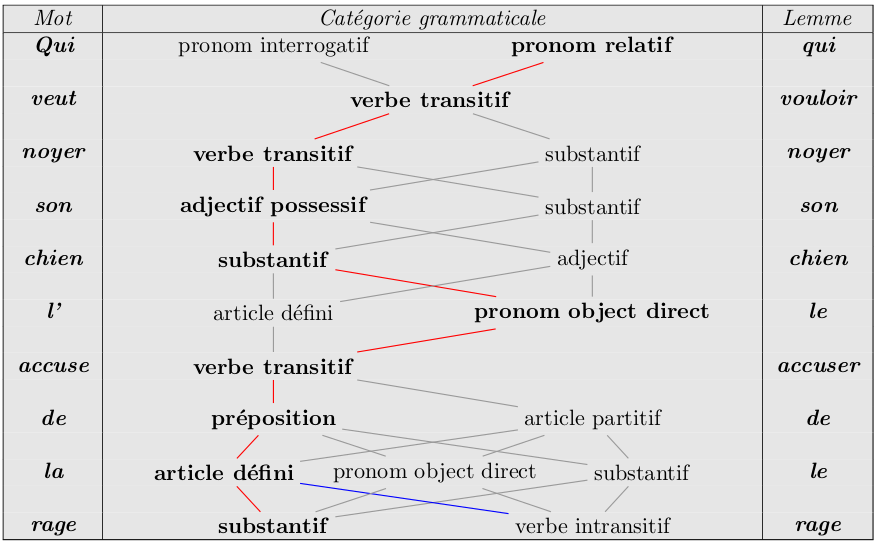 Mot Catégorie grammaticale Lemme
Qui pronom interrogatif pronom relatif qui
veut verbe transitif vouloir
noyer verbe transitif substantif noyer
son adjectif possessif substantif son
chien substantif adjectif chien
l' article défini pronom object direct le
accuse verbe transitif accuser
de préposition article partitif de
la article défini pronom object direct substantif le
rage substantif verbe intransitif rage